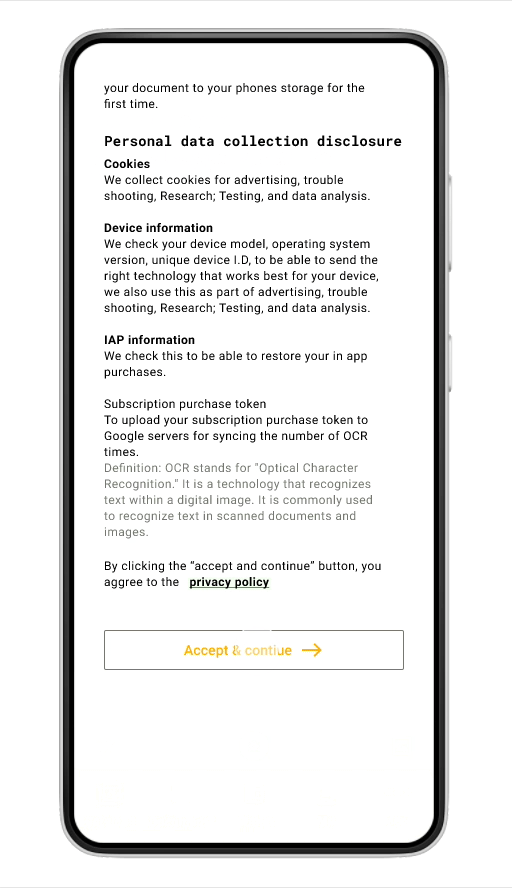 your document to your phones storage for the
first time.
Personal data collection disclosure
Cookies
We collect cookies for advertising, trouble
shooting, Research; Testing, and data analysis.
Device information
We check your device model, operating system
version, unique device I.D, to be able to send the
right technology that works best for your device,
we also use this as part of advertising, trouble
shooting, Research; Testing, and data analysis.
IAP information
We check this to be able to restore your in app
purchases.
Subscription purchase token
To upload your subscription purchase token to
Google servers for syncing the number of OCR
times.
Definition: OCR stands for "Optical Character
Recognition." It is a technology that recognizes
text within a digital image. It is commonly used
to recognize text in scanned documents and
images.
By clicking the “accept and continue” button, you
aggree to the privacy policy
Accept & contiue →